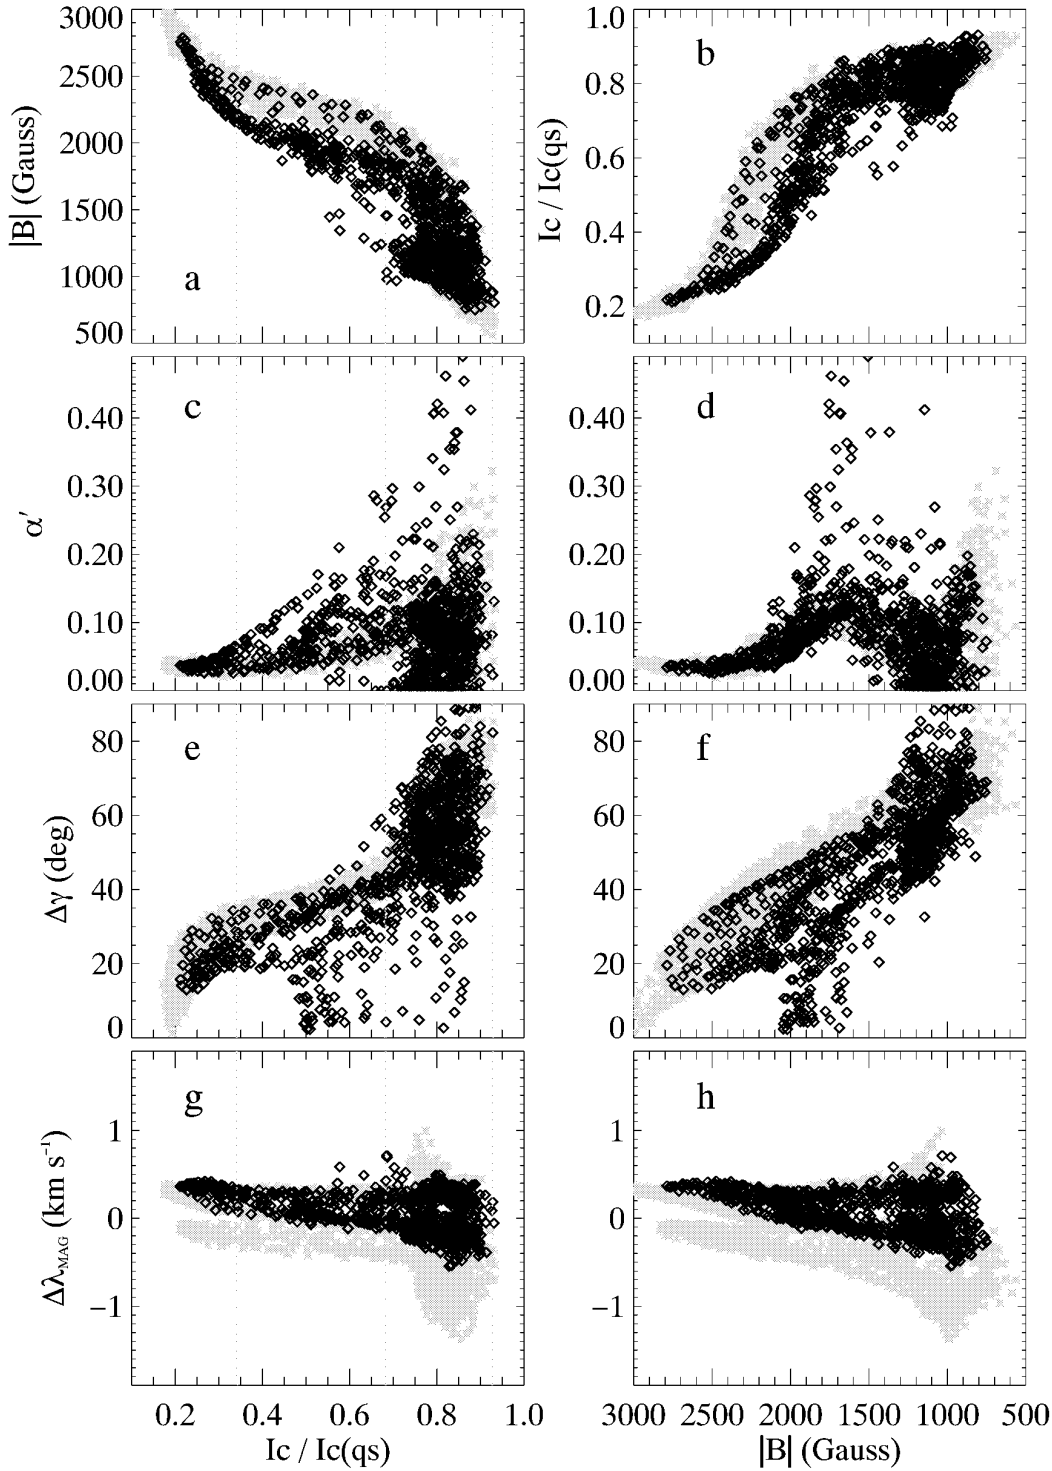 3000
2500
2000
1500
1000
500
|B| (Gauss)
a
1.0
0.8
0.6
0.4
0.2
Ic / Ic(qs)
b
0.40
0.30
0.20
0.10
0.00
α′
c
0.40
0.30
0.20
0.10
0.00
d
80
60
40
20
0
Δγ (deg)
e
80
60
40
20
0
f
1
0
−1
ΔλMAG (km s⁻¹)
g
1
0
−1
h
0.2 0.4 0.6 0.8 1.0
Ic / Ic(qs)
3000 2500 2000 1500 1000 500
|B| (Gauss)